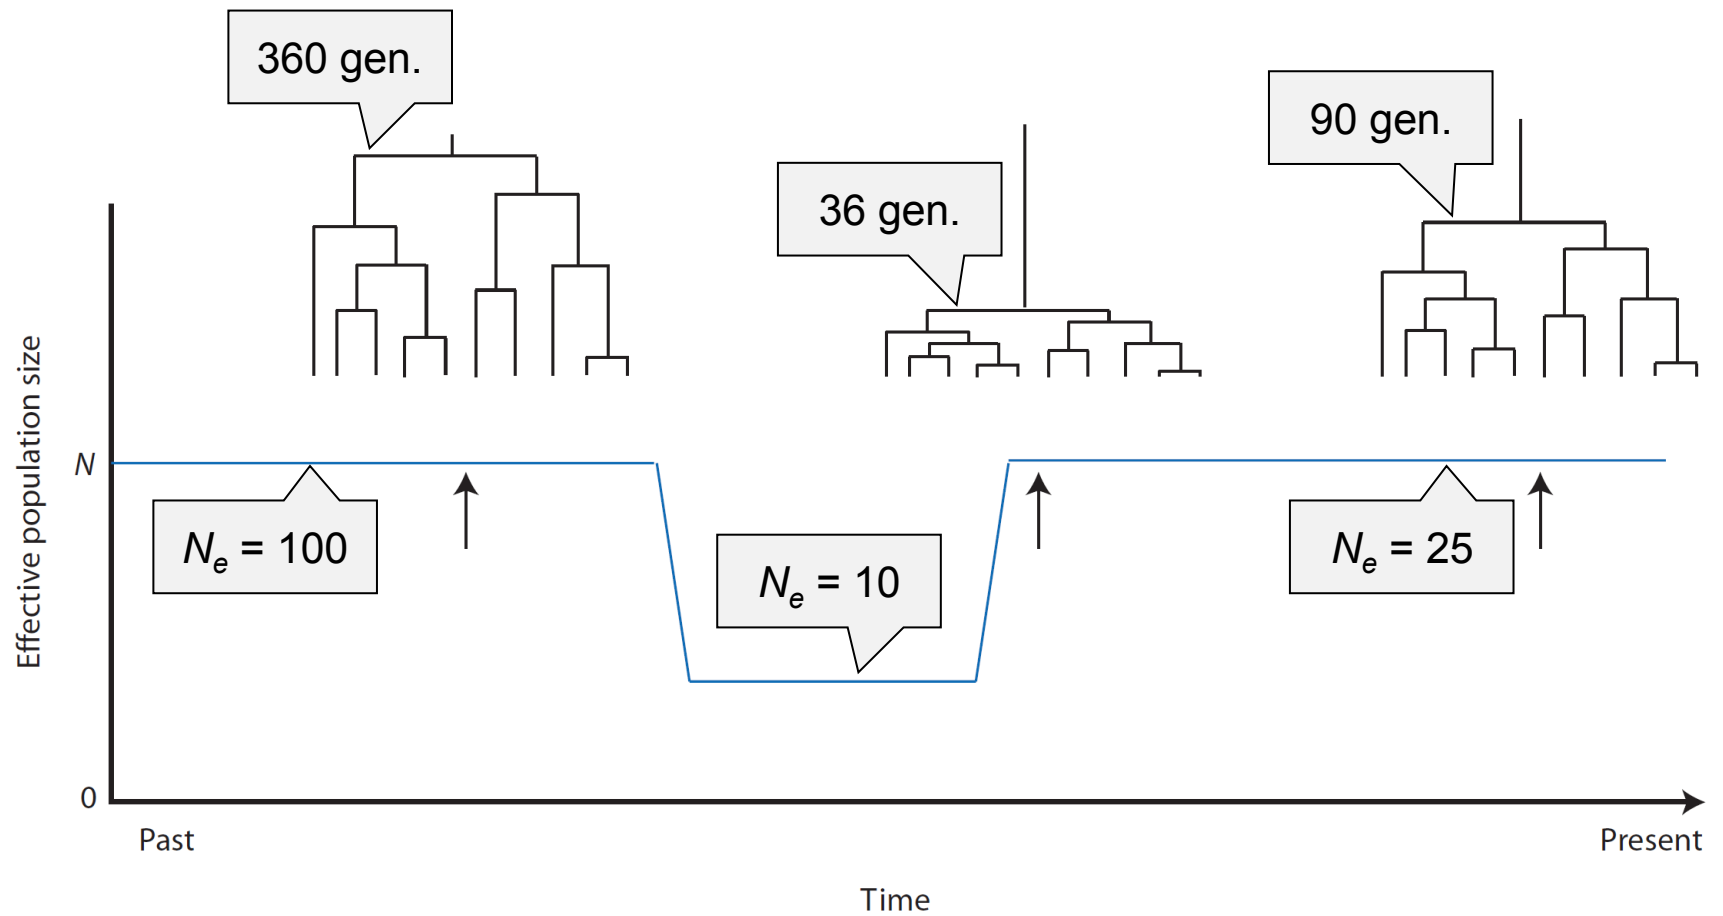 360 gen.
90 gen.
36 gen.
Effective population size
N
Ne = 100
Ne = 10
Ne = 25
0
Past
Present
Time